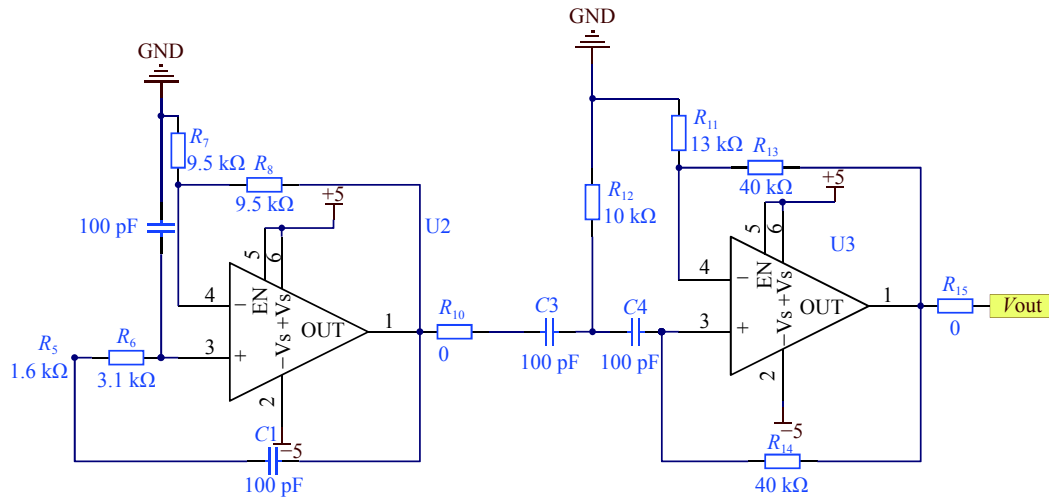 GND
R7
9.5 kΩ
R8
9.5 kΩ
100 pF
+5
U2
5
6
4
−
EN
+Vs
OUT
1
3
+
−Vs
2
−5
R5
1.6 kΩ
R6
3.1 kΩ
C1
100 pF
R10
0
C3
100 pF
C4
100 pF
GND
R11
13 kΩ
R12
10 kΩ
R13
40 kΩ
+5
U3
5
6
4
−
EN
+Vs
OUT
1
3
+
−Vs
2
−5
R14
40 kΩ
R15
0
Vout